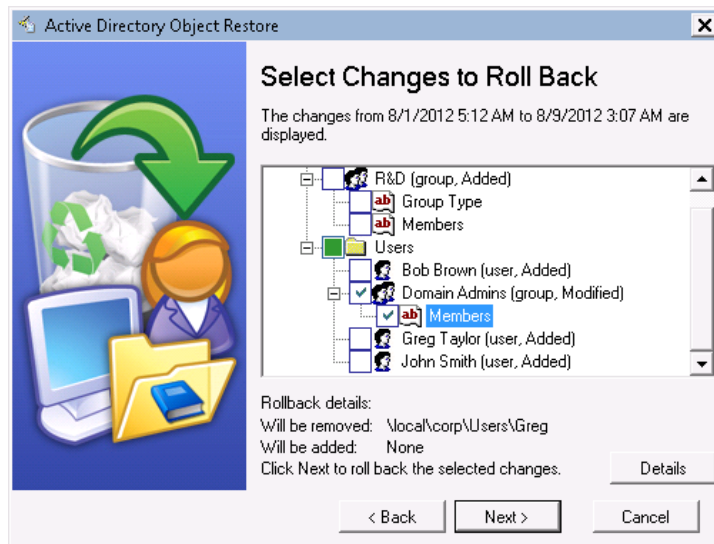 Active Directory Object Restore
Select Changes to Roll Back
The changes from 8/1/2012 5:12 AM to 8/9/2012 3:07 AM are
displayed.
R&D (group, Added)
ab Group Type
ab Members
Users
Bob Brown (user, Added)
Domain Admins (group, Modified)
ab Members
Greg Taylor (user, Added)
John Smith (user, Added)
Rollback details:
Will be removed: \local\corp\Users\Greg
Will be added: None
Click Next to roll back the selected changes.
Details
< Back
Next >
Cancel